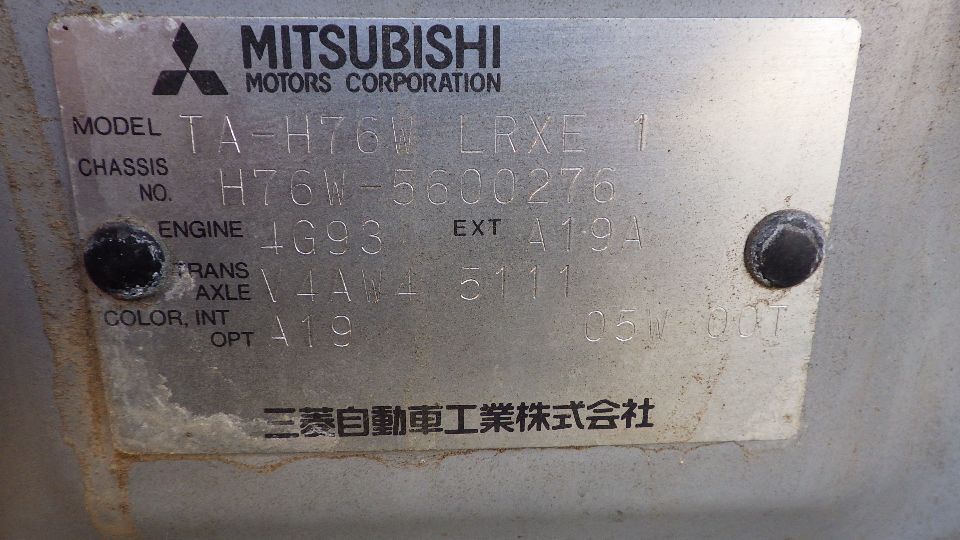 MITSUBISHI
MOTORS CORPORATION
MODEL TA-H76W LRXE 1
CHASSIS NO. H76W-5600276
ENGINE 4G93 EXT A19A
TRANS AXLE V4AW4 5111
COLOR, INT OPT A19 05W 00T
三菱自動車工業株式会社